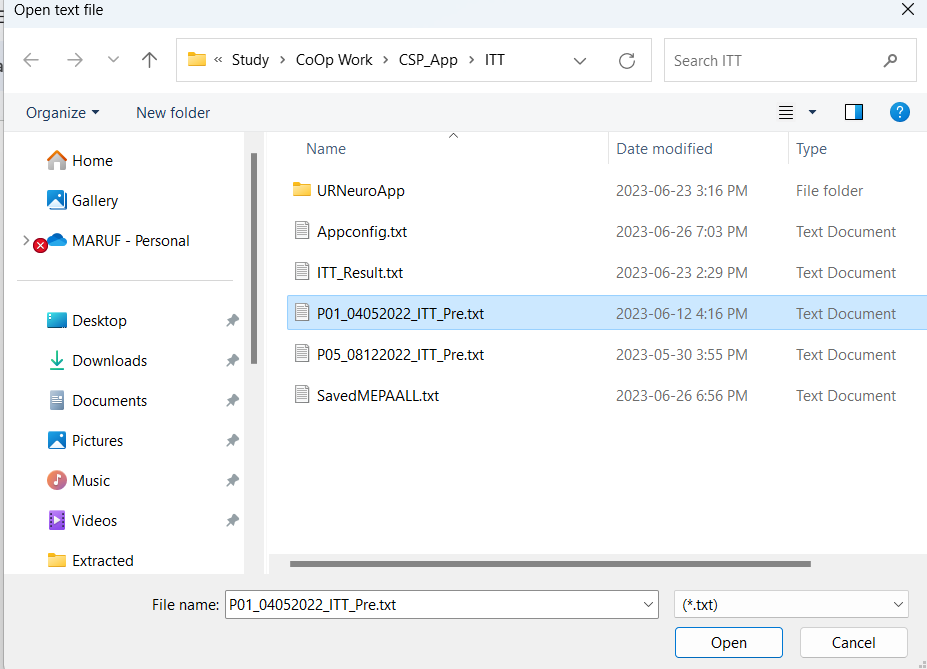 Open text file
« Study > CoOp Work > CSP_App > ITT
Search ITT
Organize New folder
?
Name Date modified Type
Home
Gallery
MARUF - Personal
Desktop
Downloads
Documents
Pictures
Music
Videos
Extracted
URNeuroApp 2023-06-23 3:16 PM File folder
Appconfig.txt 2023-06-26 7:03 PM Text Document
ITT_Result.txt 2023-06-23 2:29 PM Text Document
P01_04052022_ITT_Pre.txt 2023-06-12 4:16 PM Text Document
P05_08122022_ITT_Pre.txt 2023-05-30 3:55 PM Text Document
SavedMEPAALL.txt 2023-06-26 6:56 PM Text Document
File name: P01_04052022_ITT_Pre.txt (*.txt)
Open Cancel